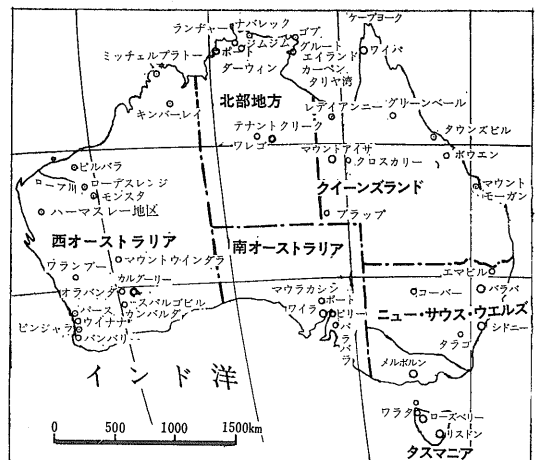 ケープヨーク
ナバレック
ランヂャー
ゴブ
ジムジム
グルート
エイランド
ポート
ダーウィン
カーペン
タリヤ湾
ワイパ
ミッチェルプラトー
北部地方
キンバーレイ
レディアンニー
グリーンベール
テナントクリーク
ワレゴ
タウンズビル
マウントアイザ
クロスカリー
ボウエン
ピルバラ
クイーンズランド
ローブ川
ローデスレンジ
モンスタ
マウント
モーガン
ハーマスレー地区
ブラップ
西オーストラリア
南オーストラリア
マウントウインダラ
ワランブー
カルグーリー
エマビル
マウラカシン
オラバンダ
コーバー
バラバ
スパルゴビル
ポート
ピリー
カンバルダ
ワイラ
ニュー・サウス・ウエルズ
パース
ウイナナ
シドニー
ピンジャラ
バンバリ
バラバラ
タラゴ
メルボルン
インド洋
ワラタ
ローズベリー
リスドン
0 500 1000 1500km
タスマニア